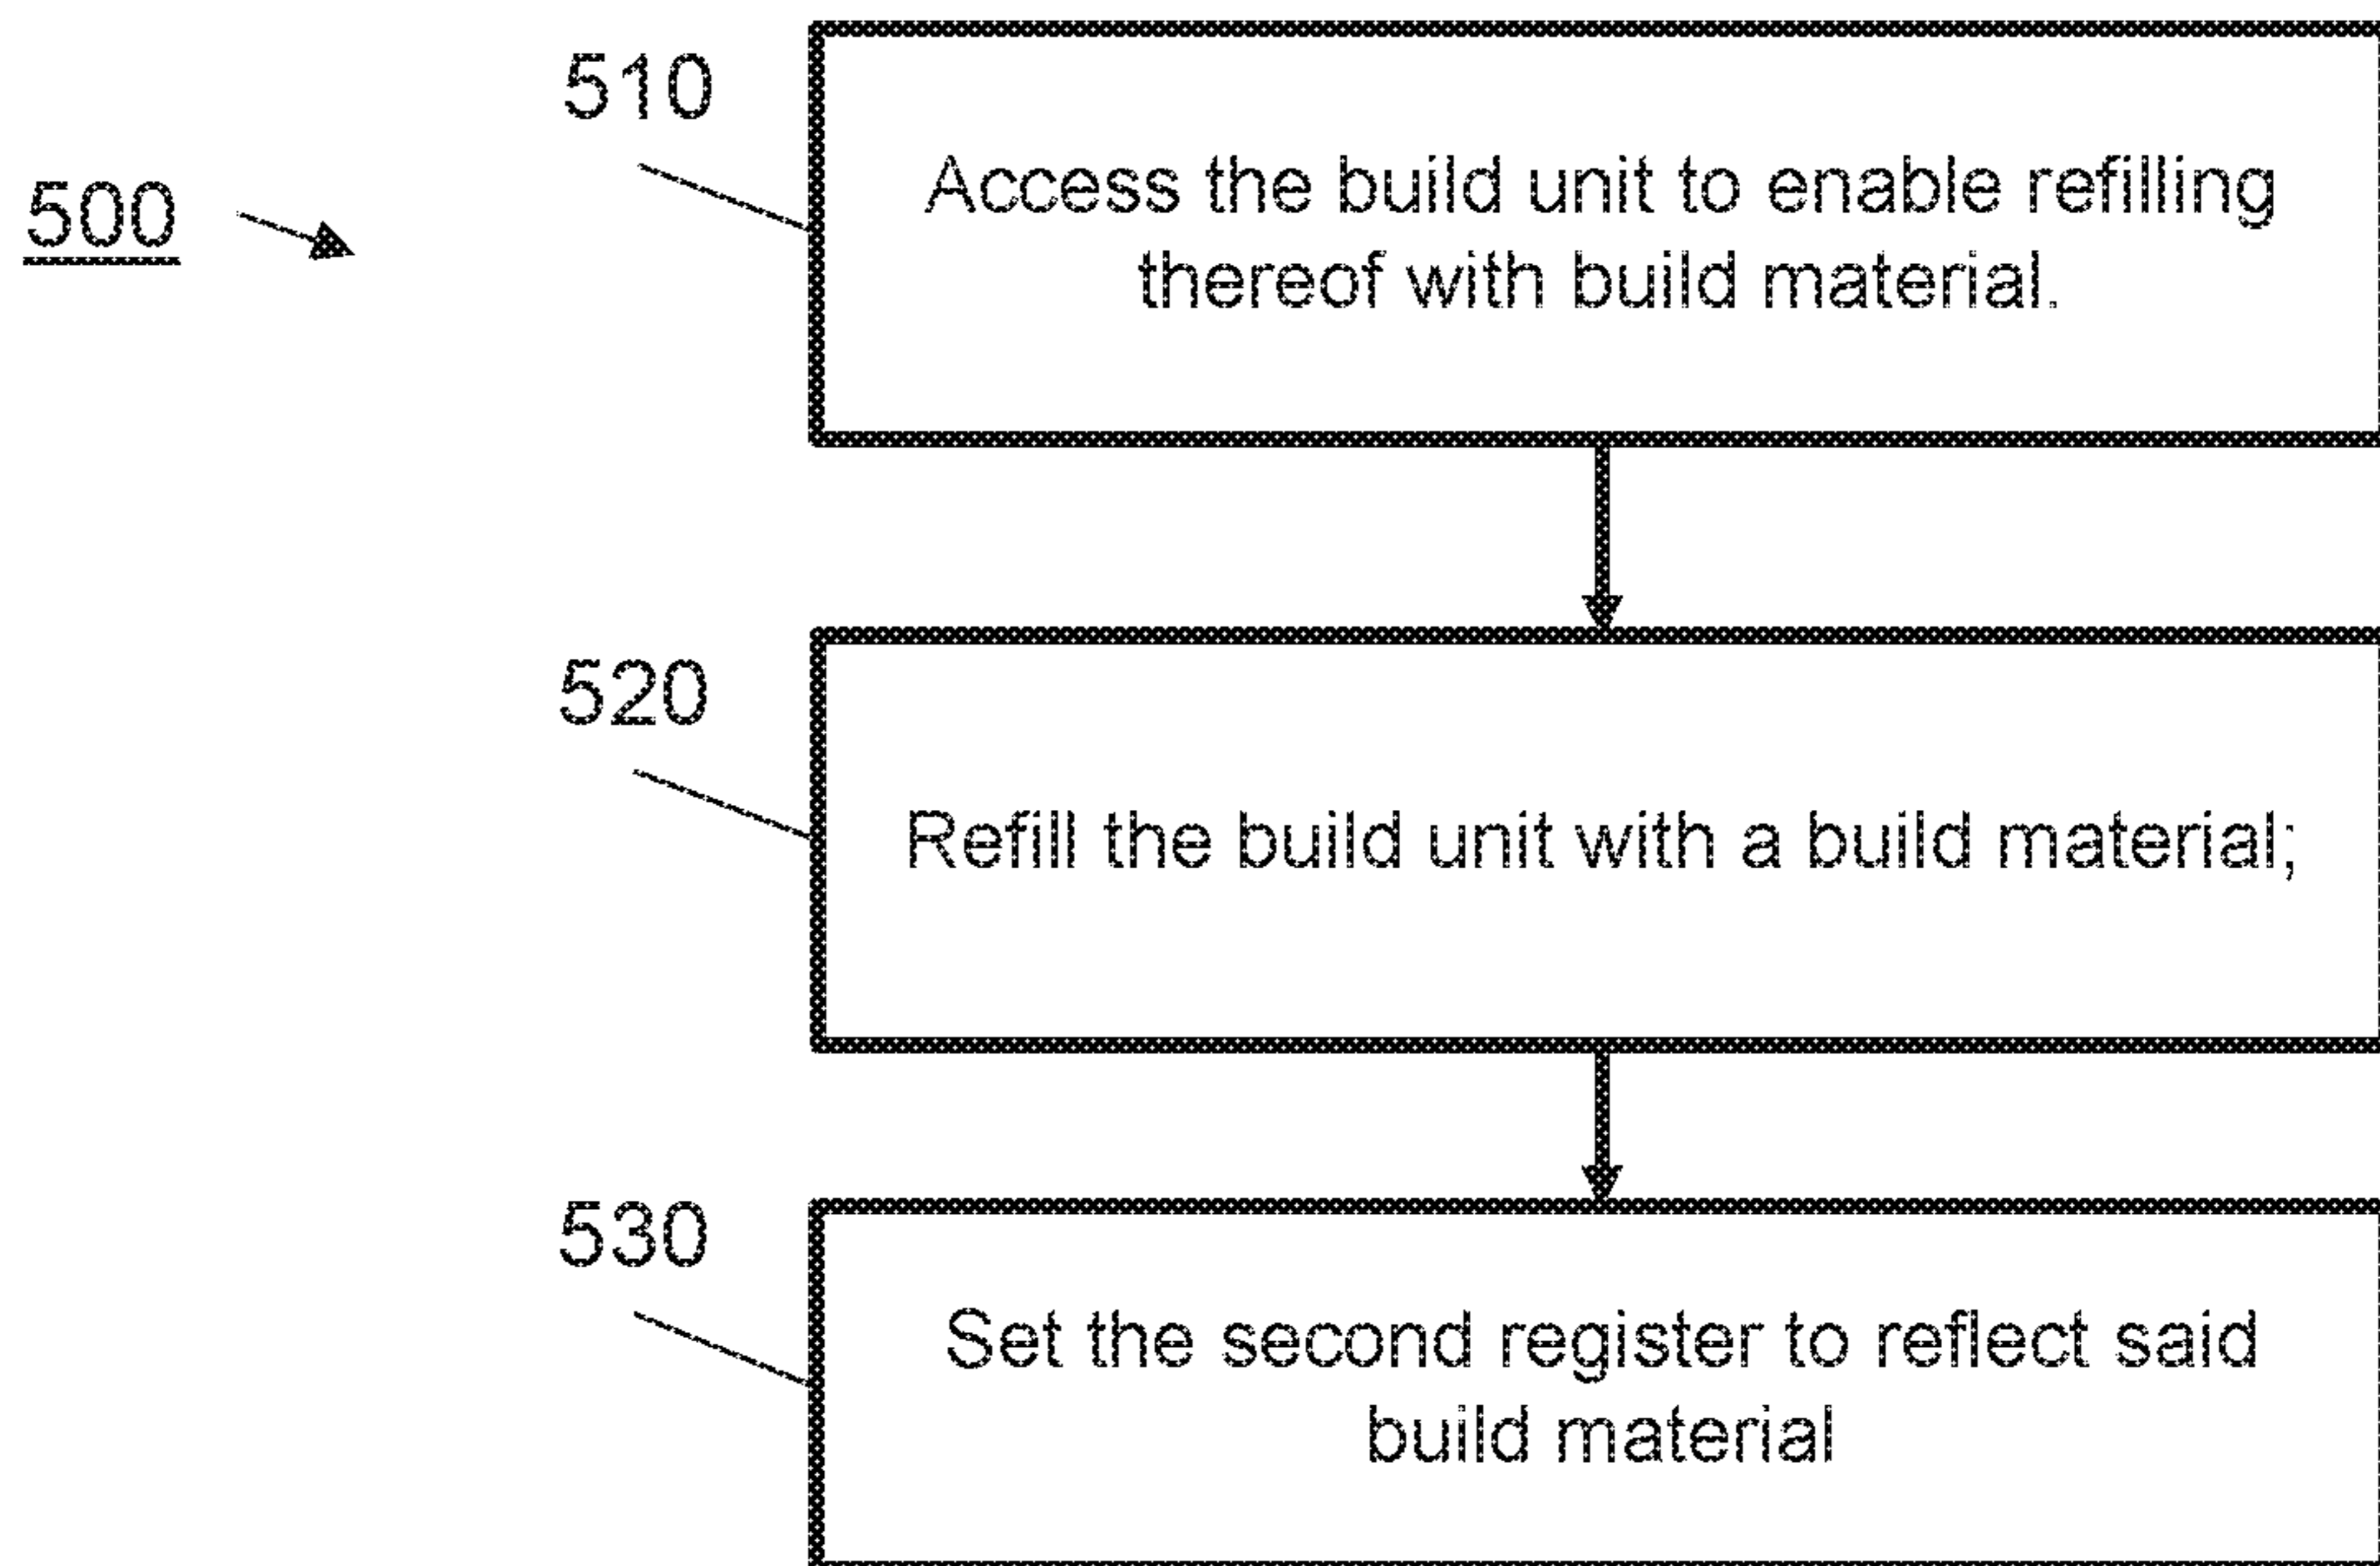 510
500
Access the build unit to enable refilling
thereof with build material.
520
Refill the build unit with a build material;
530
Set the second register to reflect said
build material